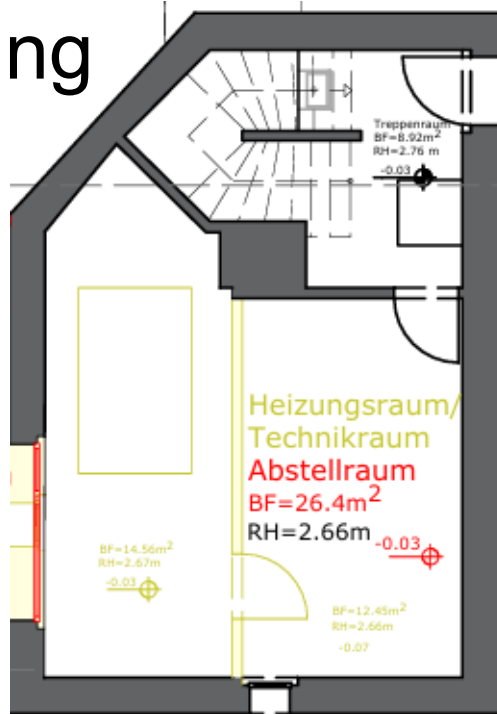 ng
Treppenraum
BF=8.92m²
RH=2.76 m
-0.03
Heizungsraum/
Technikraum
Abstellraum
BF=26.4m²
RH=2.66m
-0.03
BF=14.56m²
RH=2.67m
-0.03
BF=12.45m²
RH=2.66m
-0.07